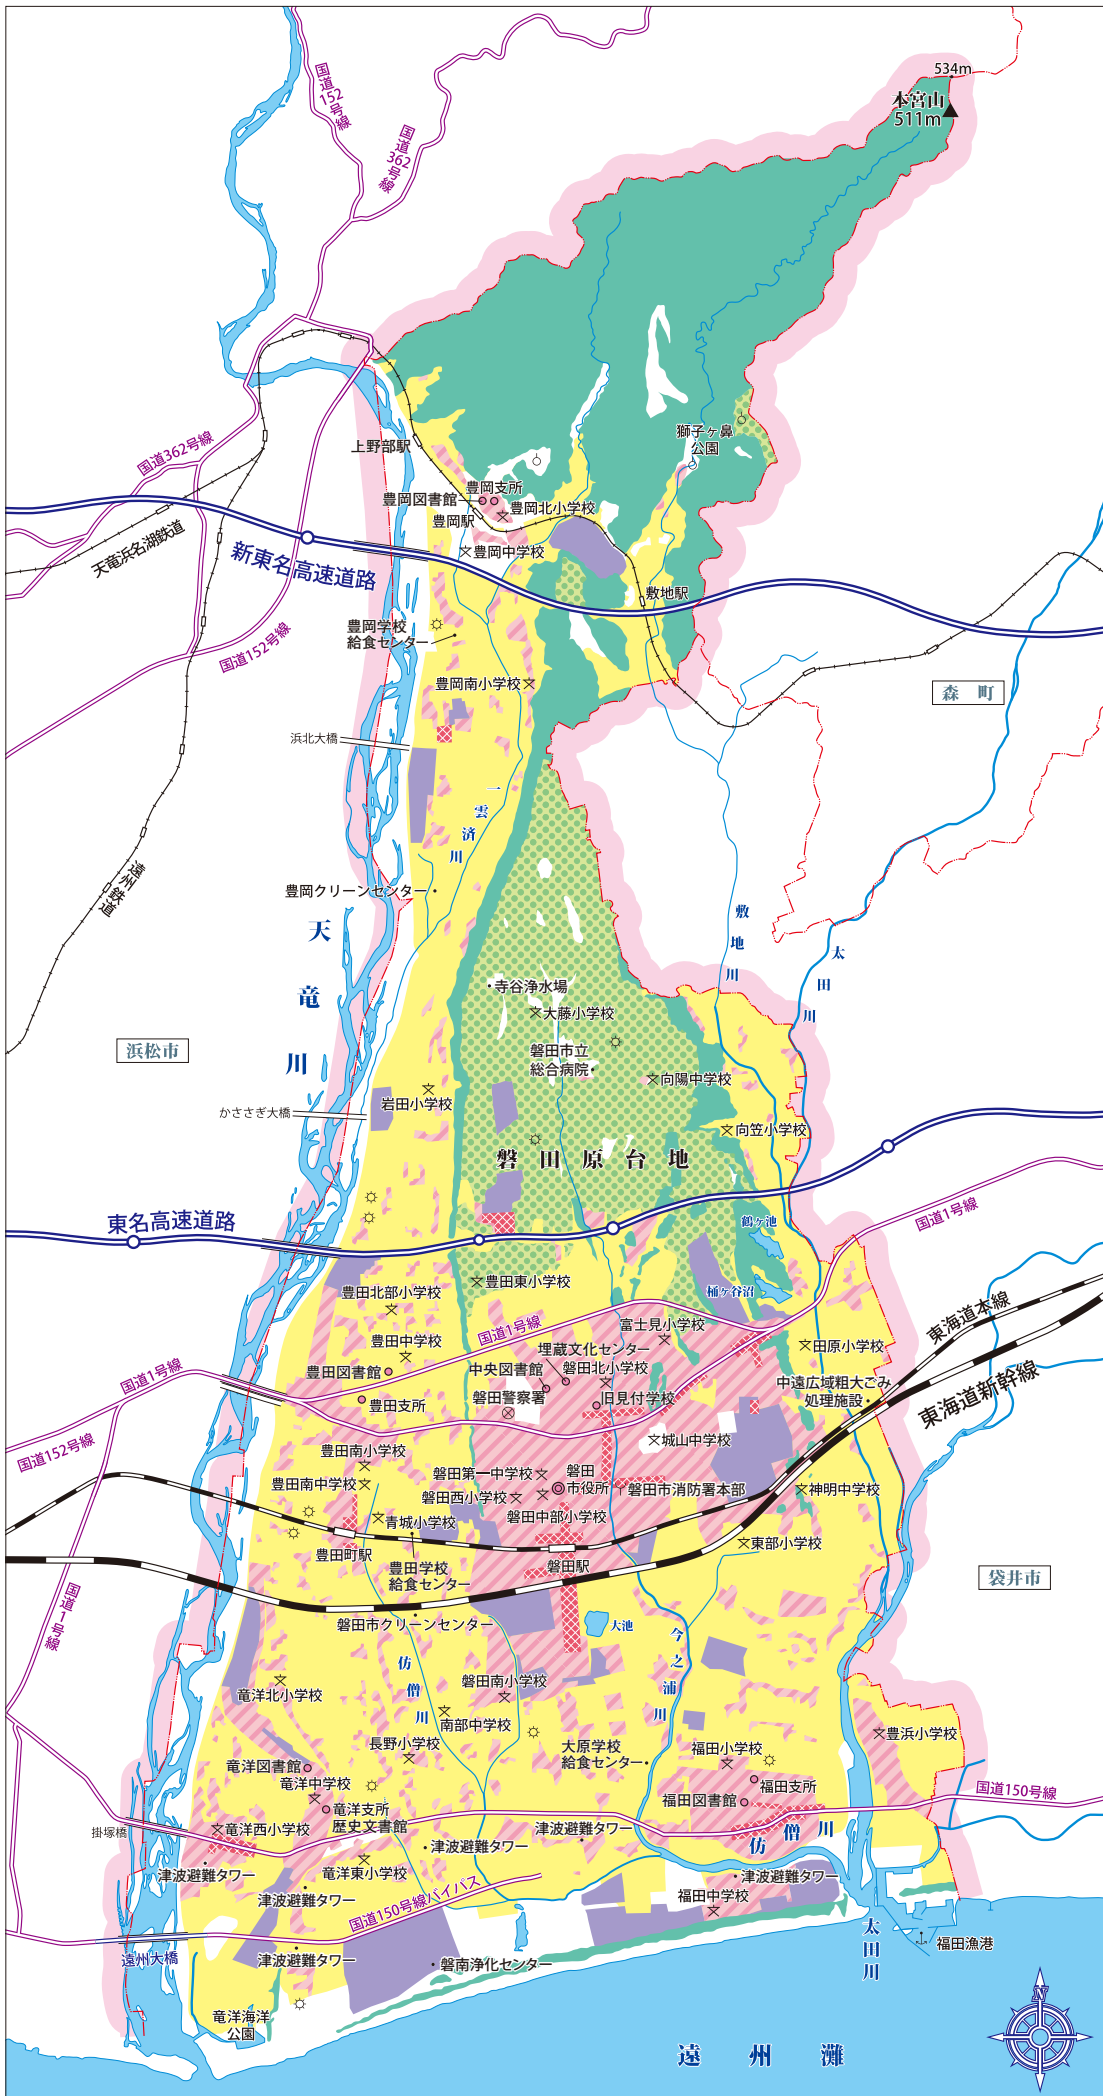 534m
本宮山
511m
国道152号線
国道362号線
獅子ヶ鼻
公園
上野部駅
国道362号線
豊岡支所
豊岡図書館
豊岡北小学校
豊岡駅
天竜浜名湖鉄道
豊岡中学校
新東名高速道路
敷地駅
豊岡学校
給食センター
国道152号線
豊岡南小学校
森 町
浜北大橋
一雲済川
遠州鉄道
豊岡クリーンセンター
天竜川
敷地川
太田川
寺谷浄水場
大藤小学校
浜松市
磐田市立
総合病院
向陽中学校
岩田小学校
かささぎ大橋
向笠小学校
磐田原台地
東名高速道路
鶴ヶ池
国道1号線
豊田東小学校
桶ヶ谷沼
豊田北部小学校
国道1号線
富士見小学校
東海道本線
豊田中学校
埋蔵文化センター
田原小学校
国道1号線
豊田図書館
中央図書館
磐田北小学校
中遠広域粗大ごみ
処理施設
東海道新幹線
豊田支所
磐田警察署
旧見付学校
国道152号線
城山中学校
豊田南小学校
豊田南中学校
磐田第一中学校
磐田
市役所
磐田市消防署本部
神明中学校
磐田西小学校
磐田中部小学校
青城小学校
東部小学校
豊田町駅
豊田学校
給食センター
磐田駅
袋井市
国道1号線
磐田市クリーンセンター
大池
今之浦川
仿僧川
竜洋北小学校
磐田南小学校
南部中学校
豊浜小学校
長野小学校
大原学校
給食センター
福田小学校
竜洋図書館
竜洋中学校
福田支所
国道150号線
福田図書館
竜洋支所
歴史文書館
掛塚橋
竜洋西小学校
津波避難タワー
仿僧川
津波避難タワー
津波避難タワー
竜洋東小学校
津波避難タワー
津波避難タワー
福田中学校
国道150号線バイパス
太田川
福田漁港
遠州大橋
津波避難タワー
磐南浄化センター
竜洋海洋
公園
N
遠州灘